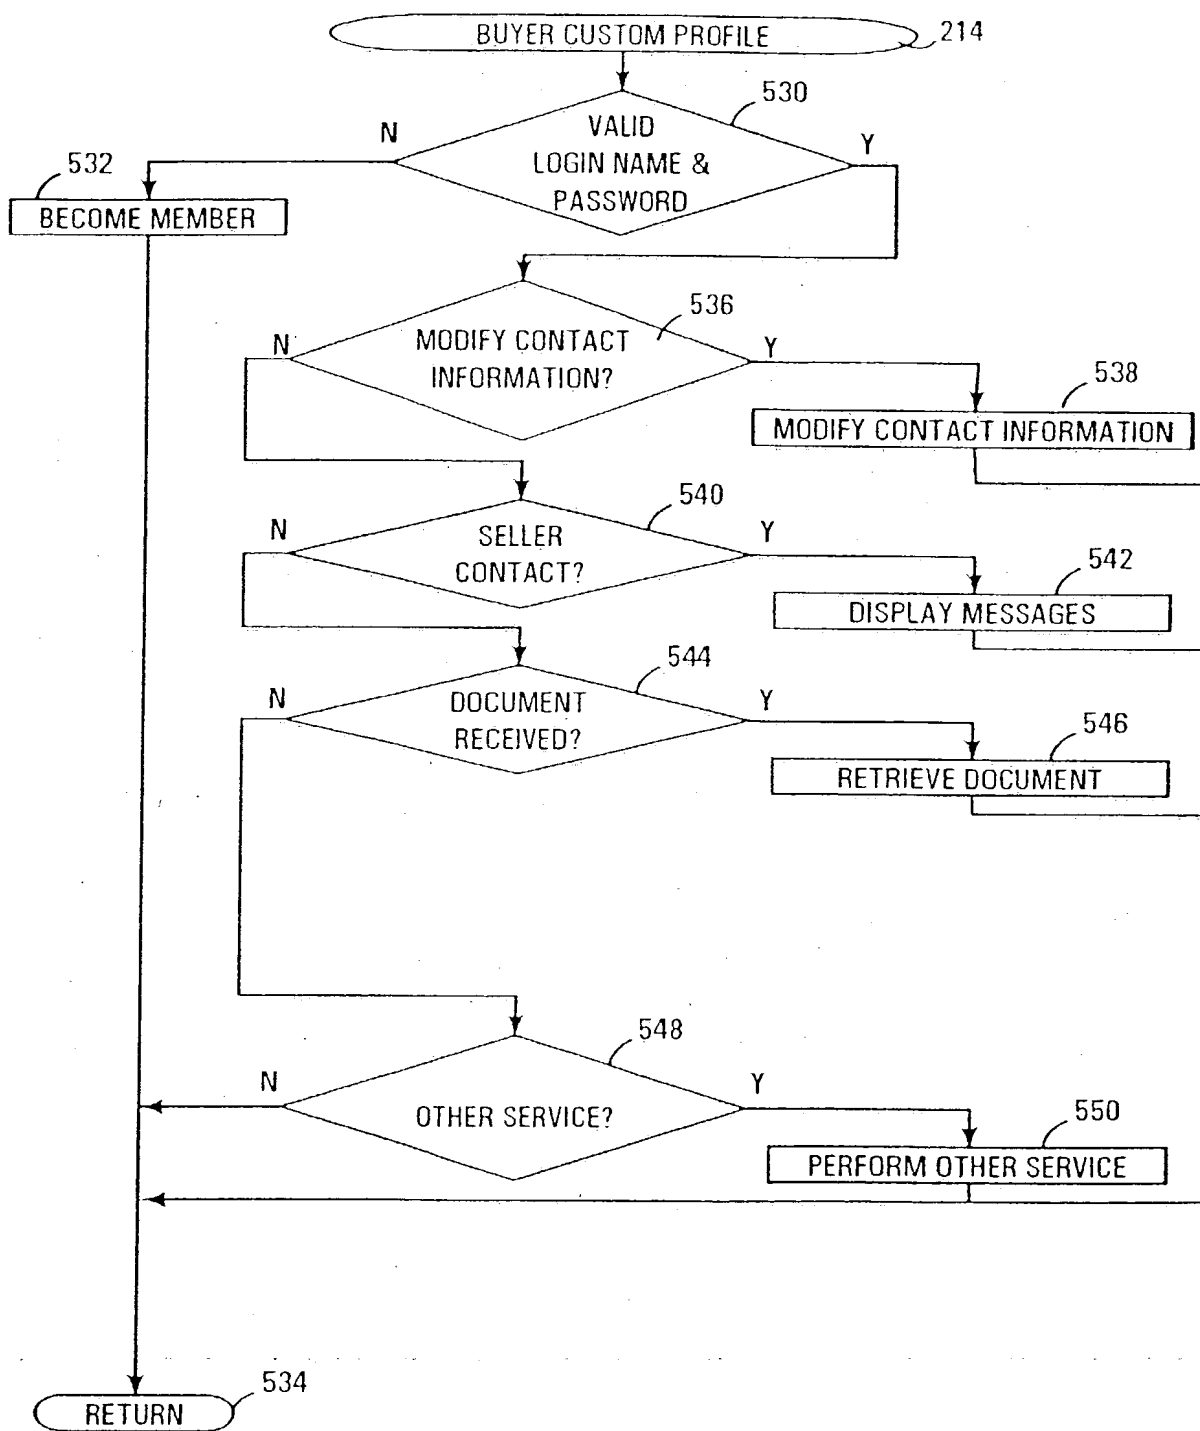 BUYER CUSTOM PROFILE
214
530
VALID
LOGIN NAME &
PASSWORD
N
Y
532
BECOME MEMBER
536
MODIFY CONTACT
INFORMATION?
N
Y
538
MODIFY CONTACT INFORMATION
540
SELLER
CONTACT?
N
Y
542
DISPLAY MESSAGES
544
DOCUMENT
RECEIVED?
N
Y
546
RETRIEVE DOCUMENT
548
OTHER SERVICE?
N
Y
550
PERFORM OTHER SERVICE
534
RETURN